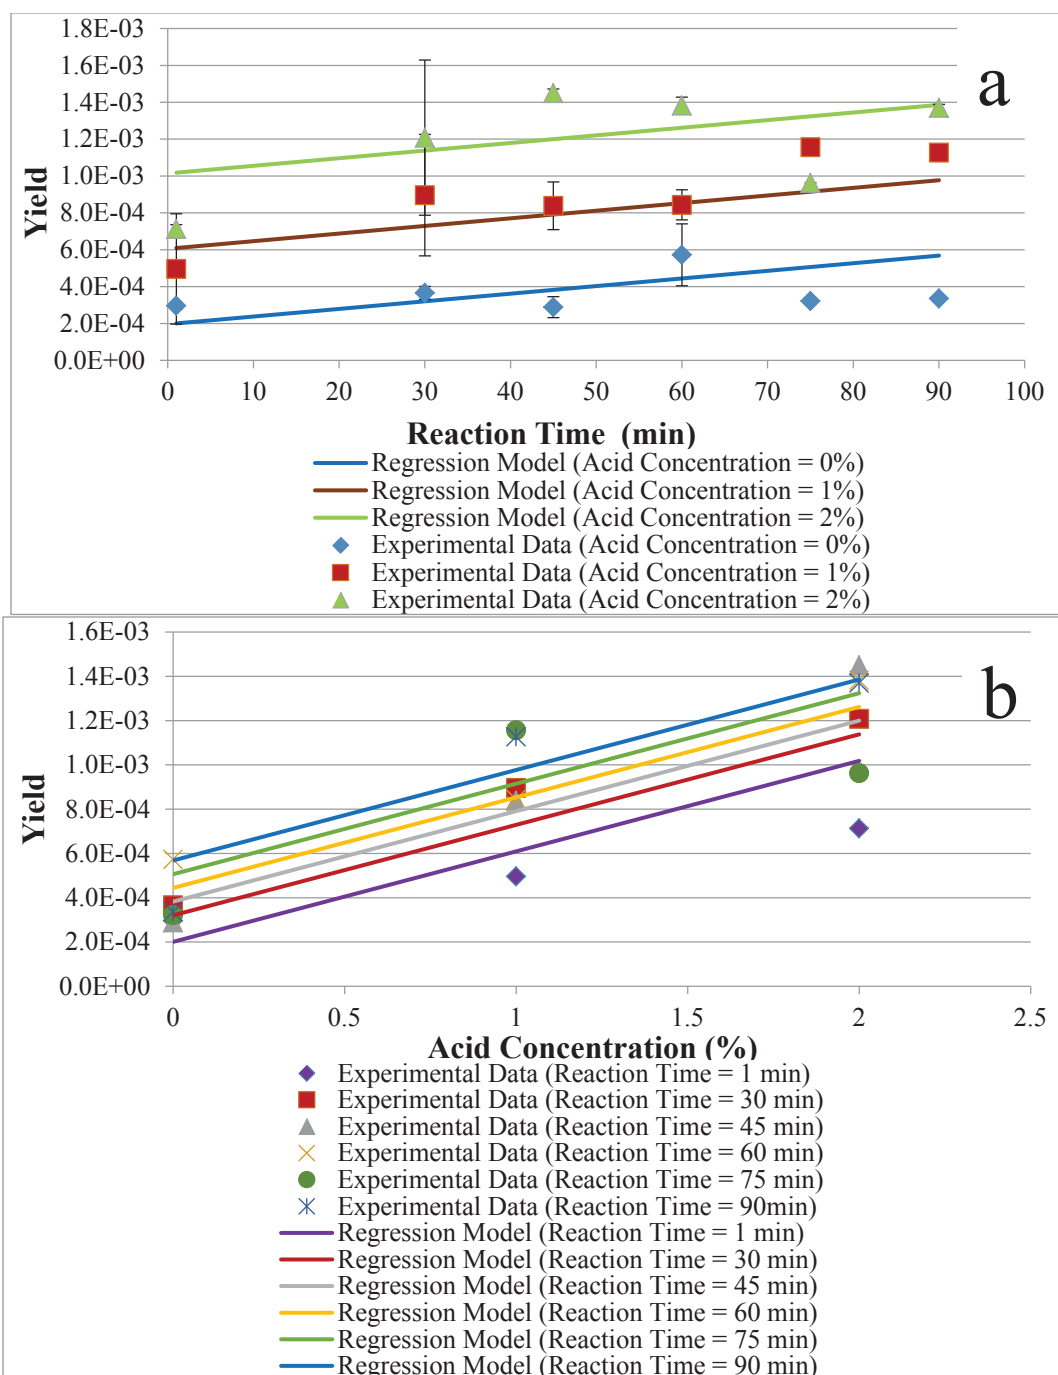 1.8E-03
1.6E-03
1.4E-03
1.2E-03
1.0E-03
8.0E-04
6.0E-04
4.0E-04
2.0E-04
0.0E+00
Yield
a
0 10 20 30 40 50 60 70 80 90 100
Reaction Time (min)
Regression Model (Acid Concentration = 0%)
Regression Model (Acid Concentration = 1%)
Regression Model (Acid Concentration = 2%)
Experimental Data (Acid Concentration = 0%)
Experimental Data (Acid Concentration = 1%)
Experimental Data (Acid Concentration = 2%)
1.6E-03
1.4E-03
1.2E-03
1.0E-03
8.0E-04
6.0E-04
4.0E-04
2.0E-04
0.0E+00
Yield
b
0 0.5 1 1.5 2 2.5
Acid Concentration (%)
Experimental Data (Reaction Time = 1 min)
Experimental Data (Reaction Time = 30 min)
Experimental Data (Reaction Time = 45 min)
Experimental Data (Reaction Time = 60 min)
Experimental Data (Reaction Time = 75 min)
Experimental Data (Reaction Time = 90min)
Regression Model (Reaction Time = 1 min)
Regression Model (Reaction Time = 30 min)
Regression Model (Reaction Time = 45 min)
Regression Model (Reaction Time = 60 min)
Regression Model (Reaction Time = 75 min)
Regression Model (Reaction Time = 90 min)